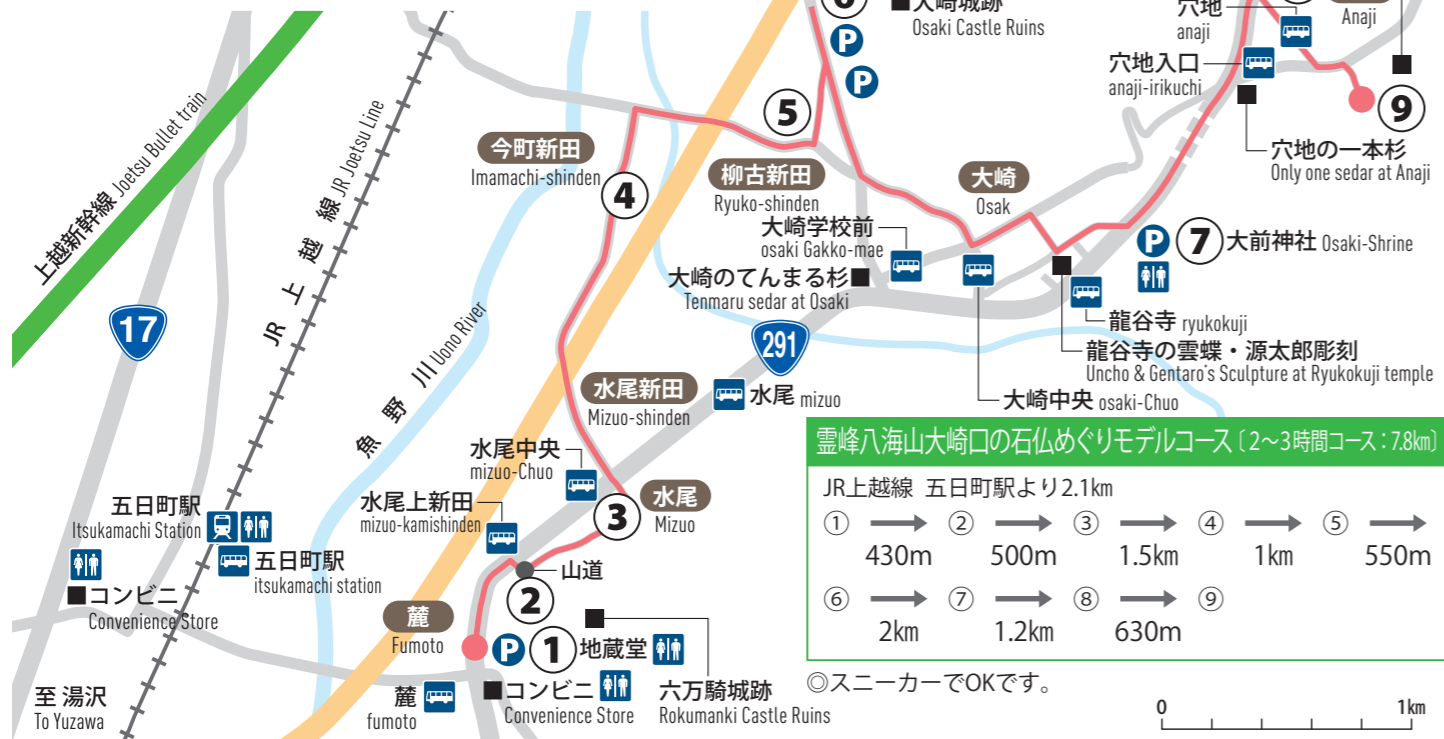 6
大崎城跡
Osaki Castle Ruins
P
P
穴地
anaji
Anaji
穴地入口
anaji-irikuchi
9
穴地の一本杉
Only one sedar at Anaji
5
今町新田
Imamachi-shinden
4
柳古新田
Ryuko-shinden
大崎
Osak
大崎学校前
osaki Gakko-mae
大崎のてんまる杉
Tenmaru sedar at Osaki
P
7
大前神社 Osaki-Shrine
龍谷寺 ryukokuji
龍谷寺の雲蝶・源太郎彫刻
Uncho & Gentaro's Sculpture at Ryukokuji temple
大崎中央 osaki-Chuo
上越新幹線 Joetsu Bullet train
JR 上越線 JR Joetsu Line
17
魚野川 Uono River
291
水尾新田
Mizuo-shinden
水尾 mizuo
水尾中央
mizuo-Chuo
水尾上新田
mizuo-kamishinden
3
水尾
Mizuo
五日町駅
Itsukamachi Station
五日町駅
itsukamachi station
コンビニ
Convenience Store
山道
2
麓
Fumoto
P
1
地蔵堂
コンビニ
Convenience Store
六万騎城跡
Rokumanki Castle Ruins
麓
fumoto
至 湯沢
To Yuzawa
霊峰八海山大崎口の石仏めぐりモデルコース〔2～3時間コース：7.8km〕
JR上越線 五日町駅より2.1km
① → ② → ③ → ④ → ⑤ →
430m 500m 1.5km 1km 550m
⑥ → ⑦ → ⑧ → ⑨
2km 1.2km 630m
◎スニーカーでOKです。
0 1km